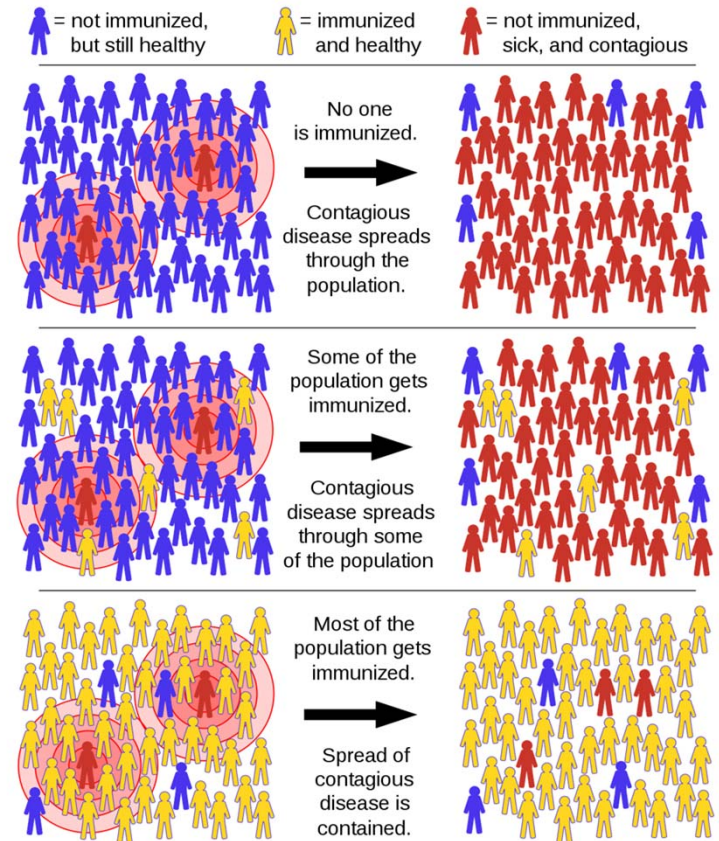 = not immunized,
but still healthy
= immunized
and healthy
= not immunized,
sick, and contagious
No one
is immunized.
Contagious
disease spreads
through the
population.
Some of the
population gets
immunized.
Contagious
disease spreads
through some
of the population
Most of the
population gets
immunized.
Spread of
contagious
disease is
contained.